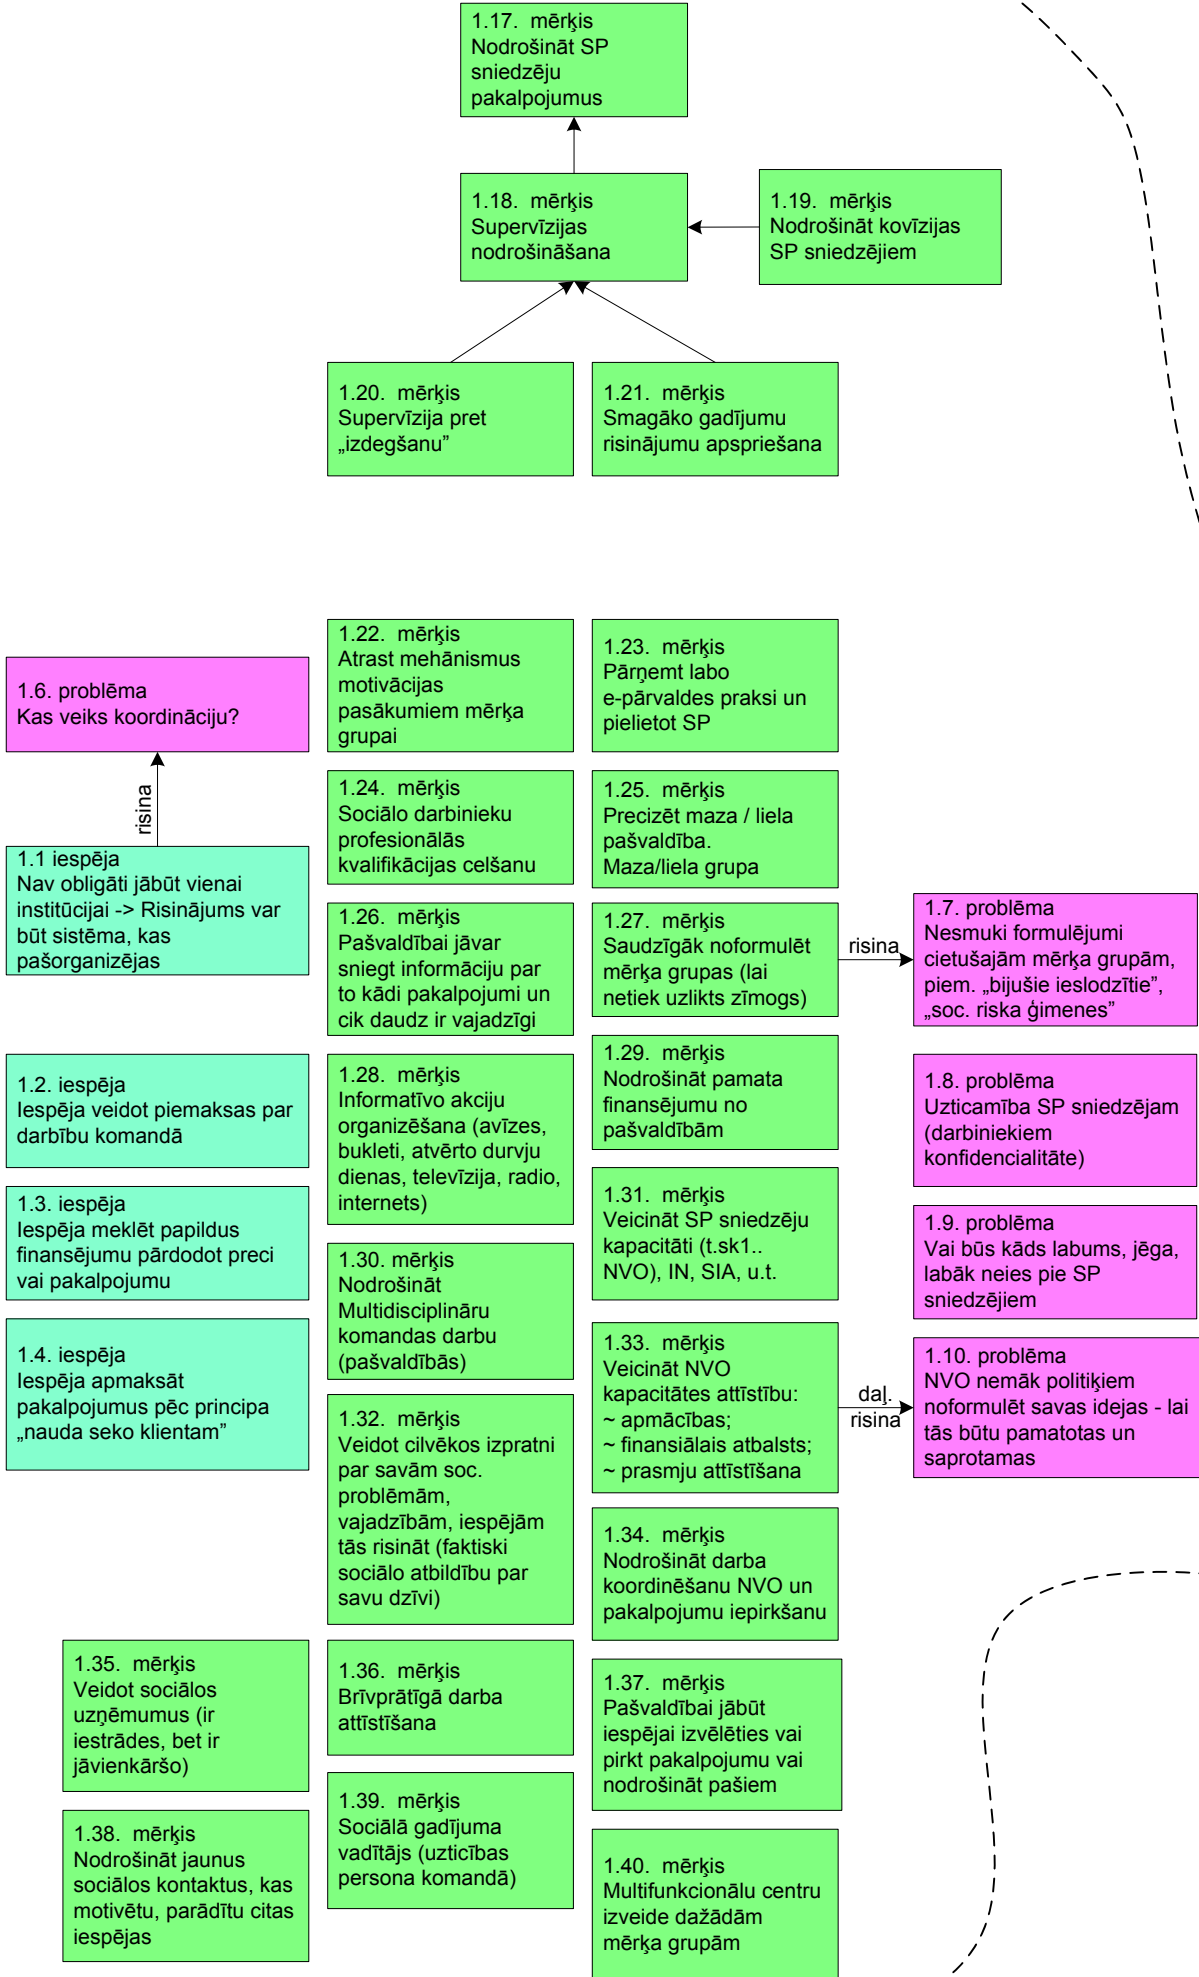 1.17.  mērķis
Nodrošināt SP
sniedzēju
pakalpojumus
1.18.  mērķis
Supervīzijas
nodrošināšana
1.19.  mērķis
Nodrošināt kovīzijas
SP sniedzējiem
1.20.  mērķis
Supervīzija pret
„izdegšanu”
1.21.  mērķis
Smagāko gadījumu
risinājumu apspriešana
1.22.  mērķis
Atrast mehānismus
motivācijas
pasākumiem mērķa
grupai
1.23.  mērķis
Pārņemt labo
e-pārvaldes praksi un
pielietot SP
1.6. problēma
Kas veiks koordināciju?
risina
1.24.  mērķis
Sociālo darbinieku
profesionālās
kvalifikācijas celšanu
1.25.  mērķis
Precizēt maza / liela
pašvaldība.
Maza/liela grupa
1.1 iespēja
Nav obligāti jābūt vienai
institūcijai -> Risinājums var
būt sistēma, kas
pašorganizējas
1.26.  mērķis
Pašvaldībai jāvar
sniegt informāciju par
to kādi pakalpojumi un
cik daudz ir vajadzīgi
1.27.  mērķis
Saudzīgāk noformulēt
mērķa grupas (lai
netiek uzlikts zīmogs)
risina
1.7. problēma
Nesmuki formulējumi
cietušajām mērķa grupām,
piem. „bijušie ieslodzītie”,
„soc. riska ģimenes”
1.2. iespēja
Iespēja veidot piemaksas par
darbību komandā
1.28.  mērķis
Informatīvo akciju
organizēšana (avīzes,
bukleti, atvērto durvju
dienas, televīzija, radio,
internets)
1.29.  mērķis
Nodrošināt pamata
finansējumu no
pašvaldībām
1.8. problēma
Uzticamība SP sniedzējam
(darbiniekiem
konfidencialitāte)
1.3. iespēja
Iespēja meklēt papildus
finansējumu pārdodot preci
vai pakalpojumu
1.31.  mērķis
Veicināt SP sniedzēju
kapacitāti (t.sk1..
NVO), IN, SIA, u.t.
1.9. problēma
Vai būs kāds labums, jēga,
labāk neies pie SP
sniedzējiem
1.30. mērķis
Nodrošināt
Multidisciplināru
komandas darbu
(pašvaldībās)
1.4. iespēja
Iespēja apmaksāt
pakalpojumus pēc principa
„nauda seko klientam”
1.33.  mērķis
Veicināt NVO
kapacitātes attīstību:
~ apmācības;
~ finansiālais atbalsts;
~ prasmju attīstīšana
daļ.
risina
1.10. problēma
NVO nemāk politiķiem
noformulēt savas idejas - lai
tās būtu pamatotas un
saprotamas
1.32.  mērķis
Veidot cilvēkos izpratni
par savām soc.
problēmām,
vajadzībām, iespējām
tās risināt (faktiski
sociālo atbildību par
savu dzīvi)
1.34.  mērķis
Nodrošināt darba
koordinēšanu NVO un
pakalpojumu iepirkšanu
1.35.  mērķis
Veidot sociālos
uzņēmumus (ir
iestrādes, bet ir
jāvienkāršo)
1.36.  mērķis
Brīvprātīgā darba
attīstīšana
1.37.  mērķis
Pašvaldībai jābūt
iespējai izvēlēties vai
pirkt pakalpojumu vai
nodrošināt pašiem
1.38.  mērķis
Nodrošināt jaunus
sociālos kontaktus, kas
motivētu, parādītu citas
iespējas
1.39.  mērķis
Sociālā gadījuma
vadītājs (uzticības
persona komandā)
1.40.  mērķis
Multifunkcionālu centru
izveide dažādām
mērķa grupām